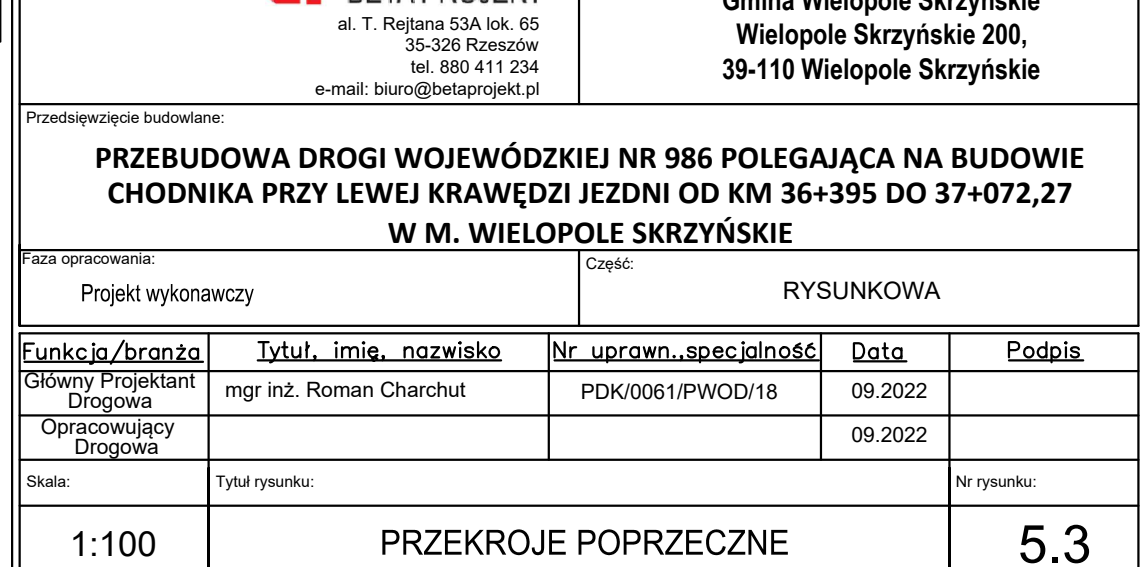 al. T. Rejtana 53A lok. 65
35-326 Rzeszów
tel. 880 411 234
e-mail: biuro@betaprojekt.pl
Gmina Wielopole Skrzyńskie
Wielopole Skrzyńskie 200,
39-110 Wielopole Skrzyńskie
Przedsięwzięcie budowlane:
PRZEBUDOWA DROGI WOJEWÓDZKIEJ NR 986 POLEGAJĄCA NA BUDOWIE
CHODNIKA PRZY LEWEJ KRAWĘDZI JEZDNI OD KM 36+395 DO 37+072,27
W M. WIELOPOLE SKRZYŃSKIE
Faza opracowania:
Projekt wykonawczy
Część:
RYSUNKOWA
Funkcja/branża Tytuł, imię, nazwisko Nr uprawn.,specjalność Data Podpis
Główny Projektant
Drogowa
mgr inż. Roman Charchut PDK/0061/PWOD/18 09.2022
Opracowujący
Drogowa
09.2022
Skala: Tytuł rysunku: Nr rysunku:
1:100 PRZEKROJE POPRZECZNE 5.3